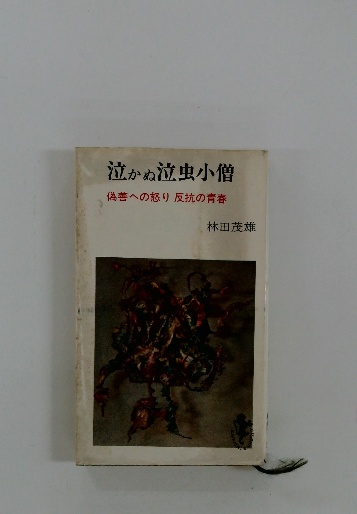 泣かぬ泣虫小僧
偽善への怒り 反抗の青春
林田茂雄